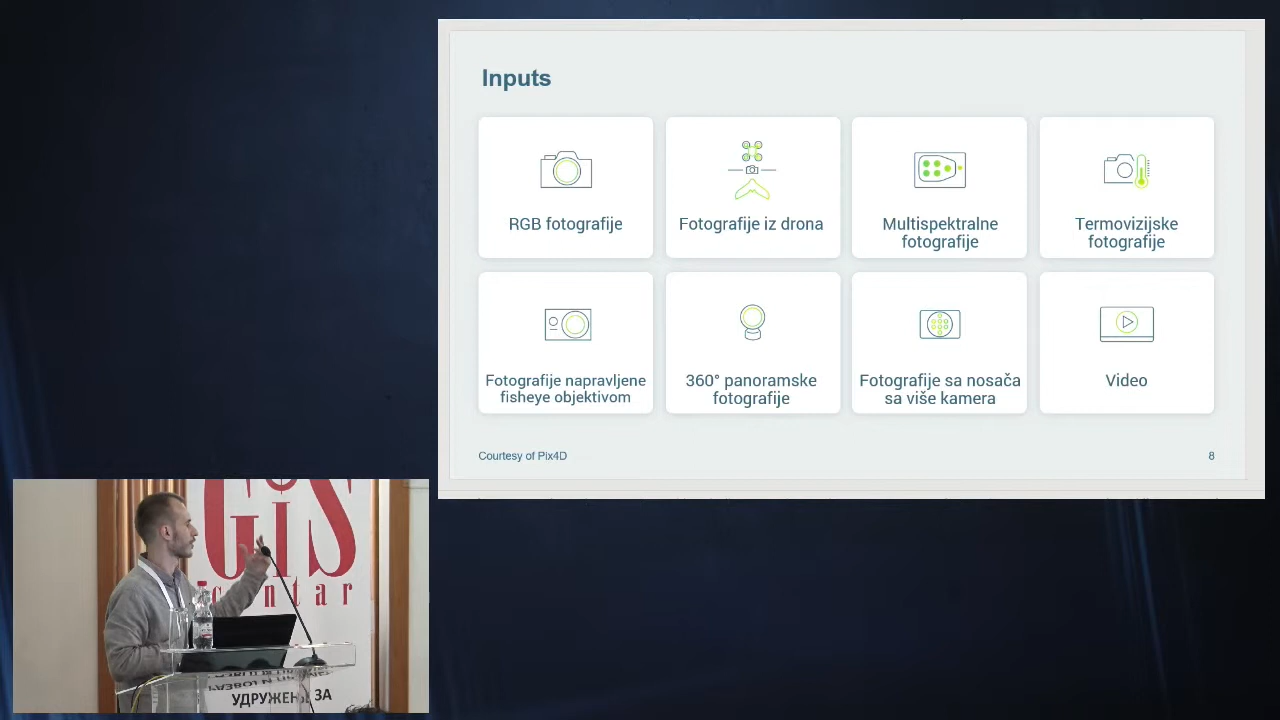 Inputs
RGB fotografije
Fotografije iz drona
Multispektralne
fotografije
Termovizijske
fotografije
Fotografije napravljene
fisheye objektivom
360° panoramske
fotografije
Fotografije sa nosača
sa više kamera
Video
Courtesy of Pix4D
8
GiS
centar
УДРУЖЕЊЕ ЗА